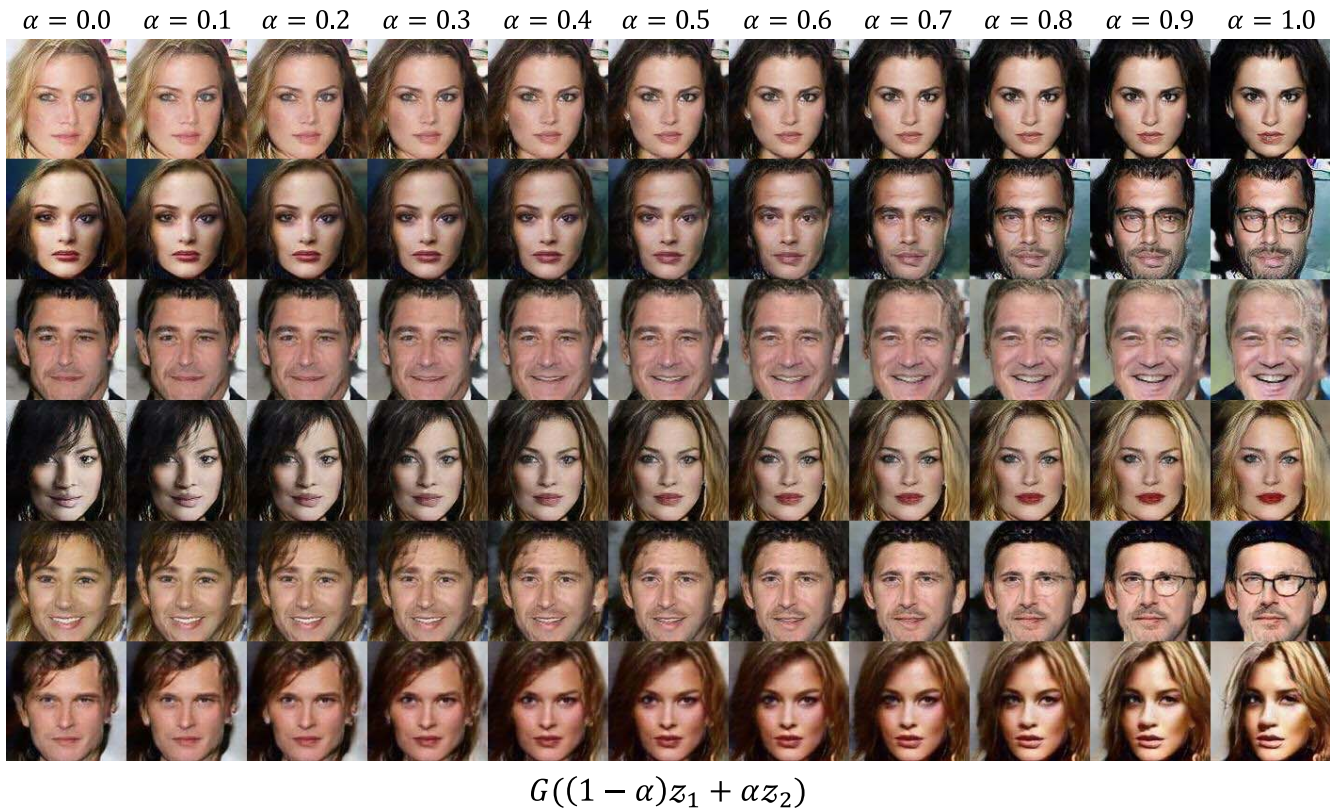 α = 0.0 α = 0.1 α = 0.2 α = 0.3 α = 0.4 α = 0.5 α = 0.6 α = 0.7 α = 0.8 α = 0.9 α = 1.0
G((1 − α)z₁ + αz₂)